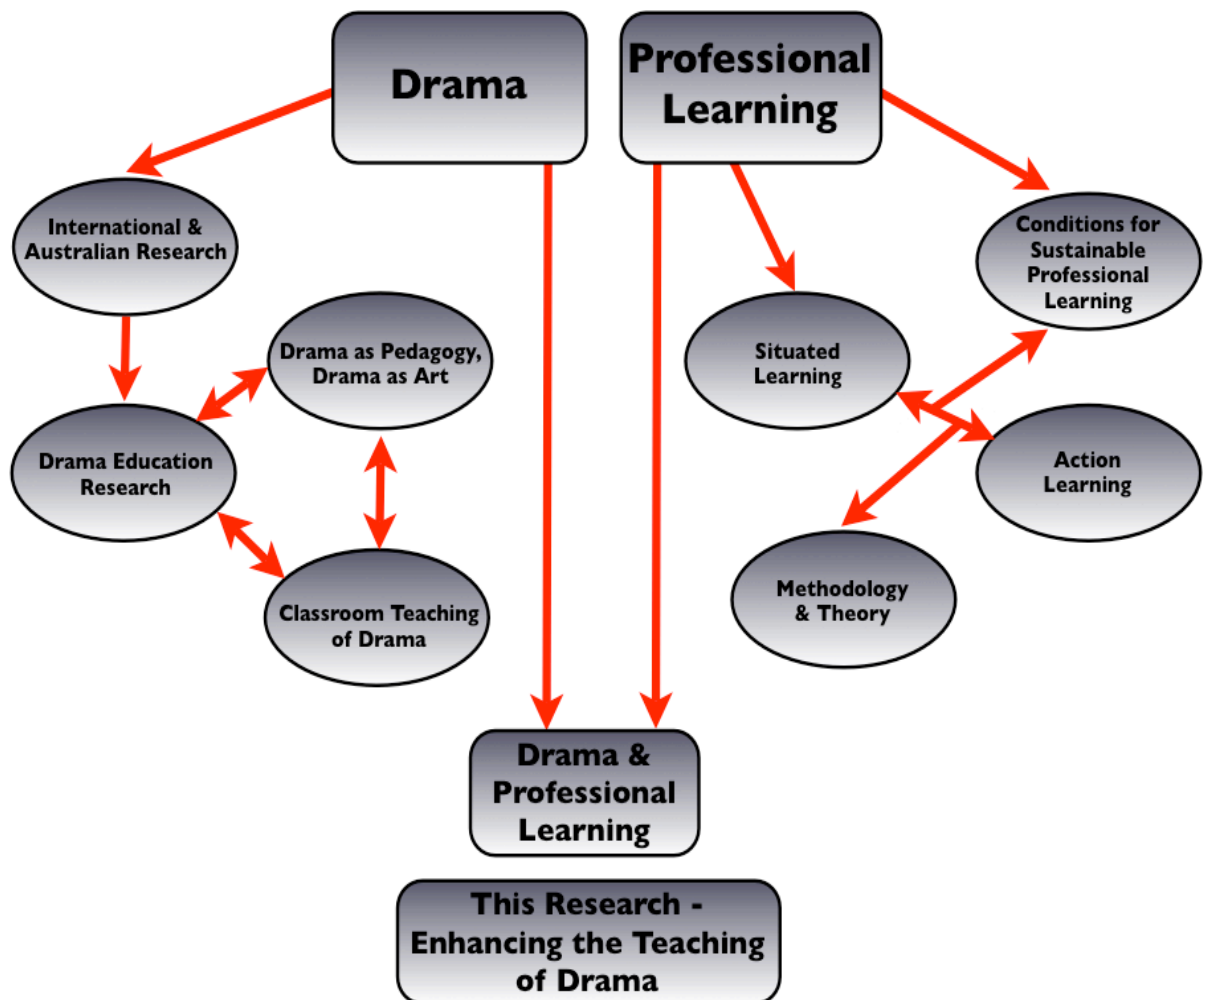 Drama
Professional
Learning
International &
Australian Research
Conditions for
Sustainable
Professional
Learning
Drama as Pedagogy,
Drama as Art
Situated
Learning
Drama Education
Research
Action
Learning
Classroom Teaching
of Drama
Methodology
& Theory
Drama &
Professional
Learning
This Research -
Enhancing the Teaching
of Drama